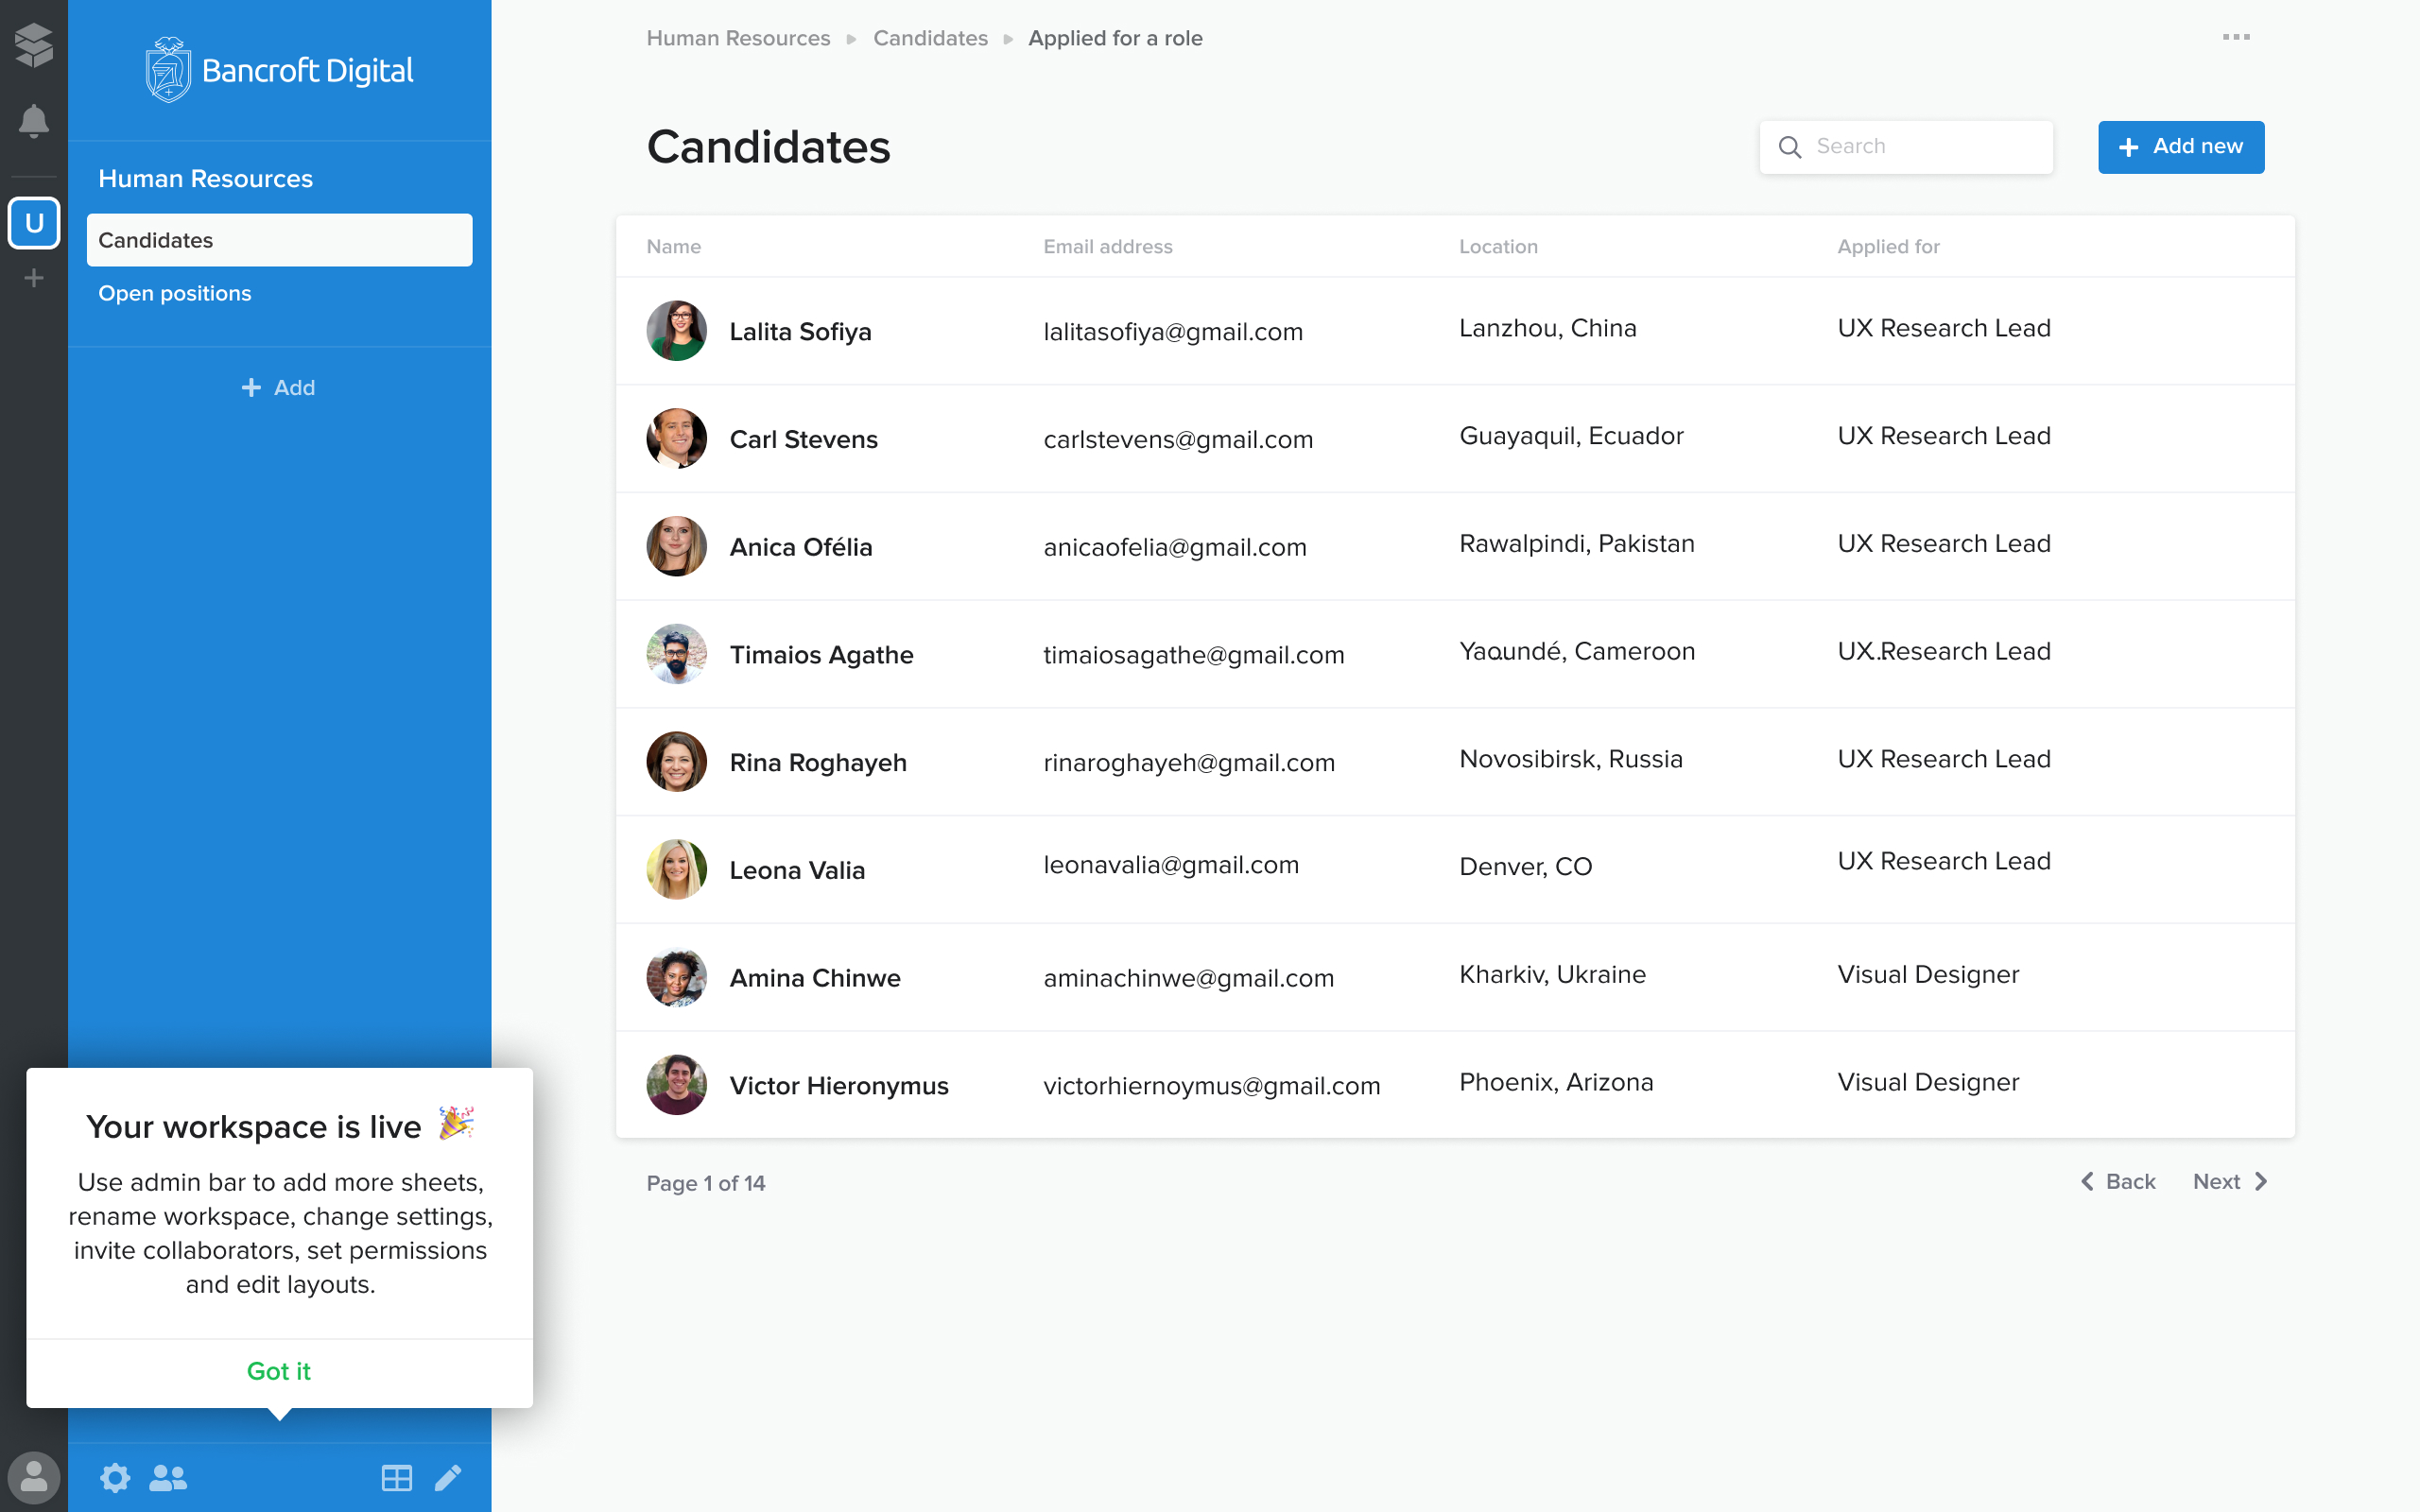 Bancroft Digital
Human Resources
U
Candidates
Open positions
Add
Your workspace is live
Use admin bar to add more sheets,
rename workspace, change settings,
invite collaborators, set permissions
and edit layouts.
Got it
Human Resources Candidates Applied for a role
Candidates
Search
Add new
Name Email address Location Applied for
Lalita Sofiya lalitasofiya@gmail.com Lanzhou, China UX Research Lead
Carl Stevens carlstevens@gmail.com Guayaquil, Ecuador UX Research Lead
Anica Ofélia anicaofelia@gmail.com Rawalpindi, Pakistan UX Research Lead
Timaios Agathe timaiosagathe@gmail.com Yaoundé, Cameroon UX Research Lead
Rina Roghayeh rinaroghayeh@gmail.com Novosibirsk, Russia UX Research Lead
Leona Valia leonavalia@gmail.com Denver, CO UX Research Lead
Amina Chinwe aminachinwe@gmail.com Kharkiv, Ukraine Visual Designer
Victor Hieronymus victorhiernoymus@gmail.com Phoenix, Arizona Visual Designer
Page 1 of 14
Back Next